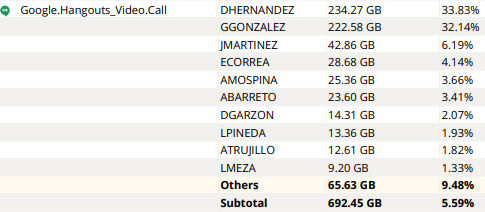 Google.Hangouts_Video.Call DHERNANDEZ 234.27 GB 33.83%
GGONZALEZ 222.58 GB 32.14%
JMARTINEZ 42.86 GB 6.19%
ECORREA 28.68 GB 4.14%
AMOSPINA 25.36 GB 3.66%
ABARRETO 23.60 GB 3.41%
DGARZON 14.31 GB 2.07%
LPINEDA 13.36 GB 1.93%
ATRUJILLO 12.61 GB 1.82%
LMEZA 9.20 GB 1.33%
Others 65.63 GB 9.48%
Subtotal 692.45 GB 5.59%